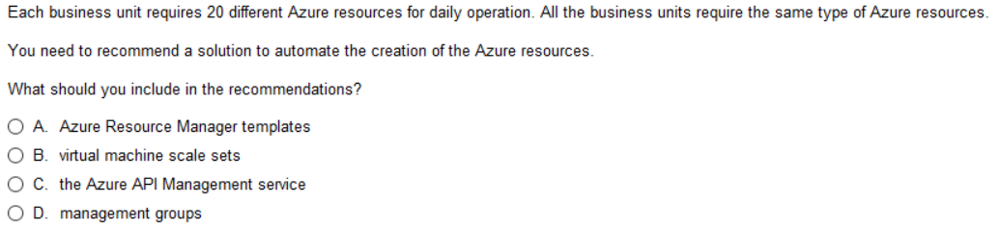 Each business unit requires 20 different Azure resources for daily operation. All the business units require the same type of Azure resources.
You need to recommend a solution to automate the creation of the Azure resources.
What should you include in the recommendations?
A. Azure Resource Manager templates
B. virtual machine scale sets
C. the Azure API Management service
D. management groups